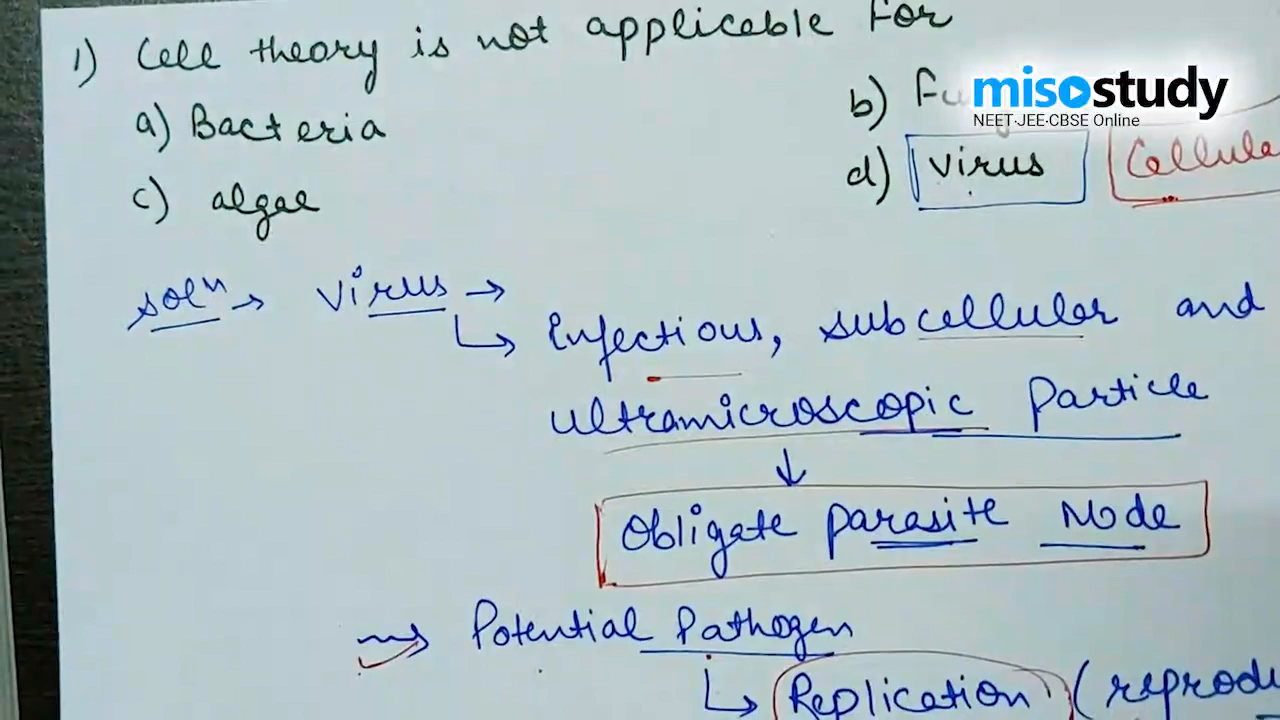 1) Cell theory is not applicable for
a) Bacteria
b)
c) algae
d) virus
misostudy
NEET·JEE·CBSE Online
solⁿ → virus →
↳ Infectious, subcellular and
ultramicroscopic Particle
↓
Obligate parasite Mode
→ Potential Pathogen
↳ Replication (